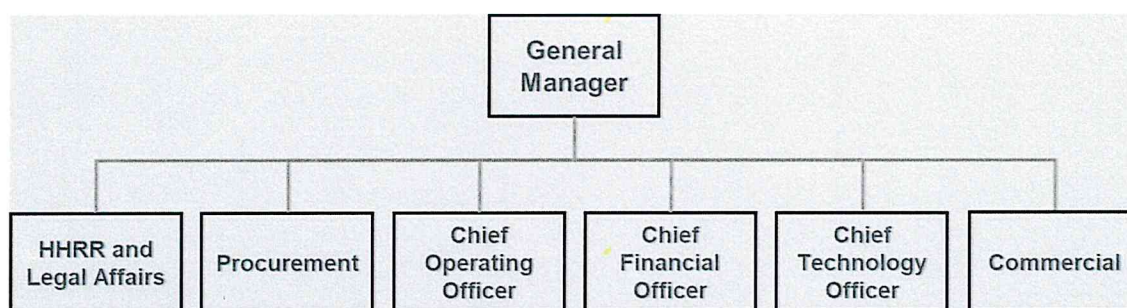 General
Manager
HHRR and
Legal Affairs
Procurement
Chief
Operating
Officer
Chief
Financial
Officer
Chief
Technology
Officer
Commercial